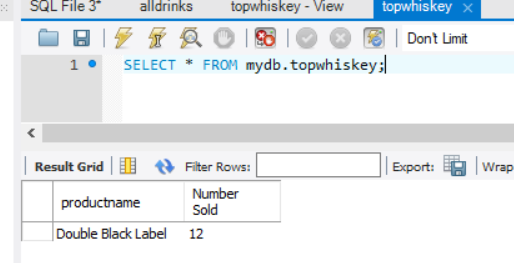 SQL File 3* alldrinks topwhiskey - View topwhiskey ×
Don't Limit
1 SELECT * FROM mydb.topwhiskey;
Result Grid Filter Rows: Export: Wrap
productname Number
Sold
Double Black Label 12